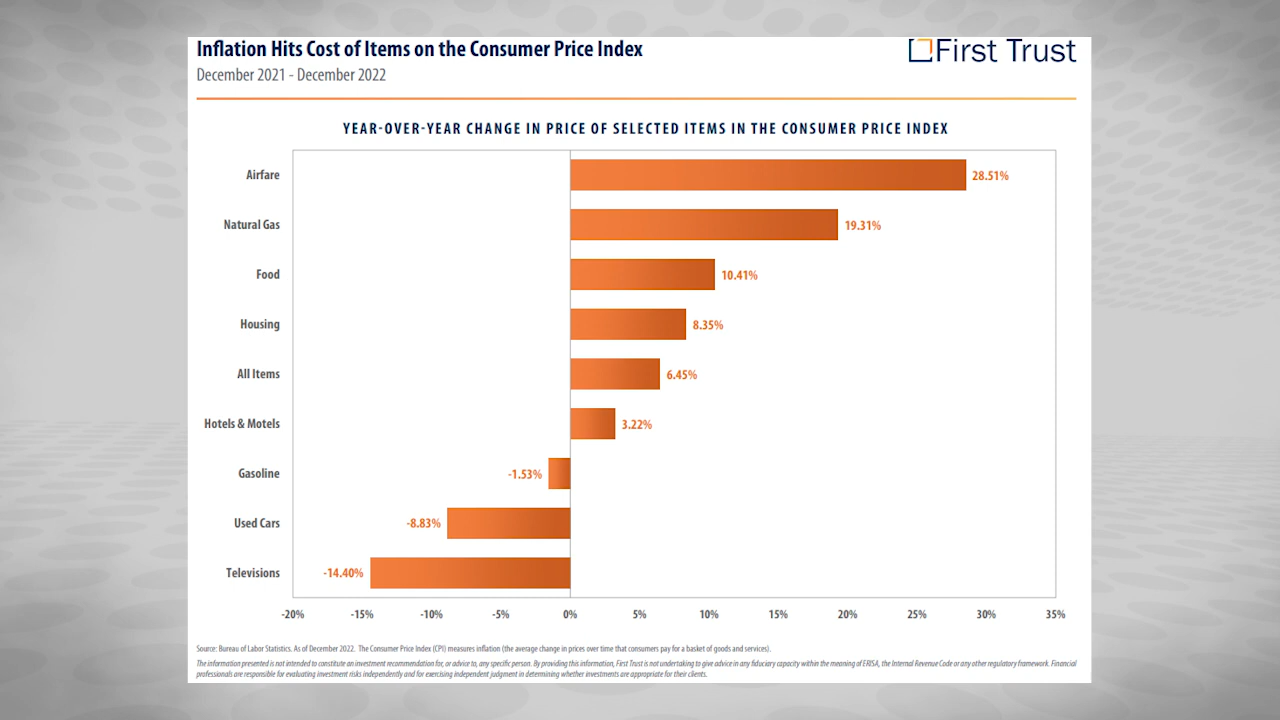 Inflation Hits Cost of Items on the Consumer Price Index
First Trust
December 2021 - December 2022
YEAR-OVER-YEAR CHANGE IN PRICE OF SELECTED ITEMS IN THE CONSUMER PRICE INDEX
Airfare 28.51%
Natural Gas 19.31%
Food 10.41%
Housing 8.35%
All Items 6.45%
Hotels & Motels 3.22%
Gasoline -1.53%
Used Cars -8.83%
Televisions -14.40%
-20% -15% -10% -5% 0% 5% 10% 15% 20% 25% 30% 35%
Source: Bureau of Labor Statistics. As of December 2022. The Consumer Price Index (CPI) measures inflation (the average change in prices over time that consumers pay for a basket of goods and services).
The information presented is not intended to constitute an investment recommendation for, or advice to, any specific person. By providing this information, First Trust is not undertaking to give advice in any fiduciary capacity within the meaning of ERISA, the Internal Revenue Code or any other regulatory framework. Financial
professionals are responsible for evaluating investment risks independently and for exercising independent judgment in determining whether investments are appropriate for their clients.